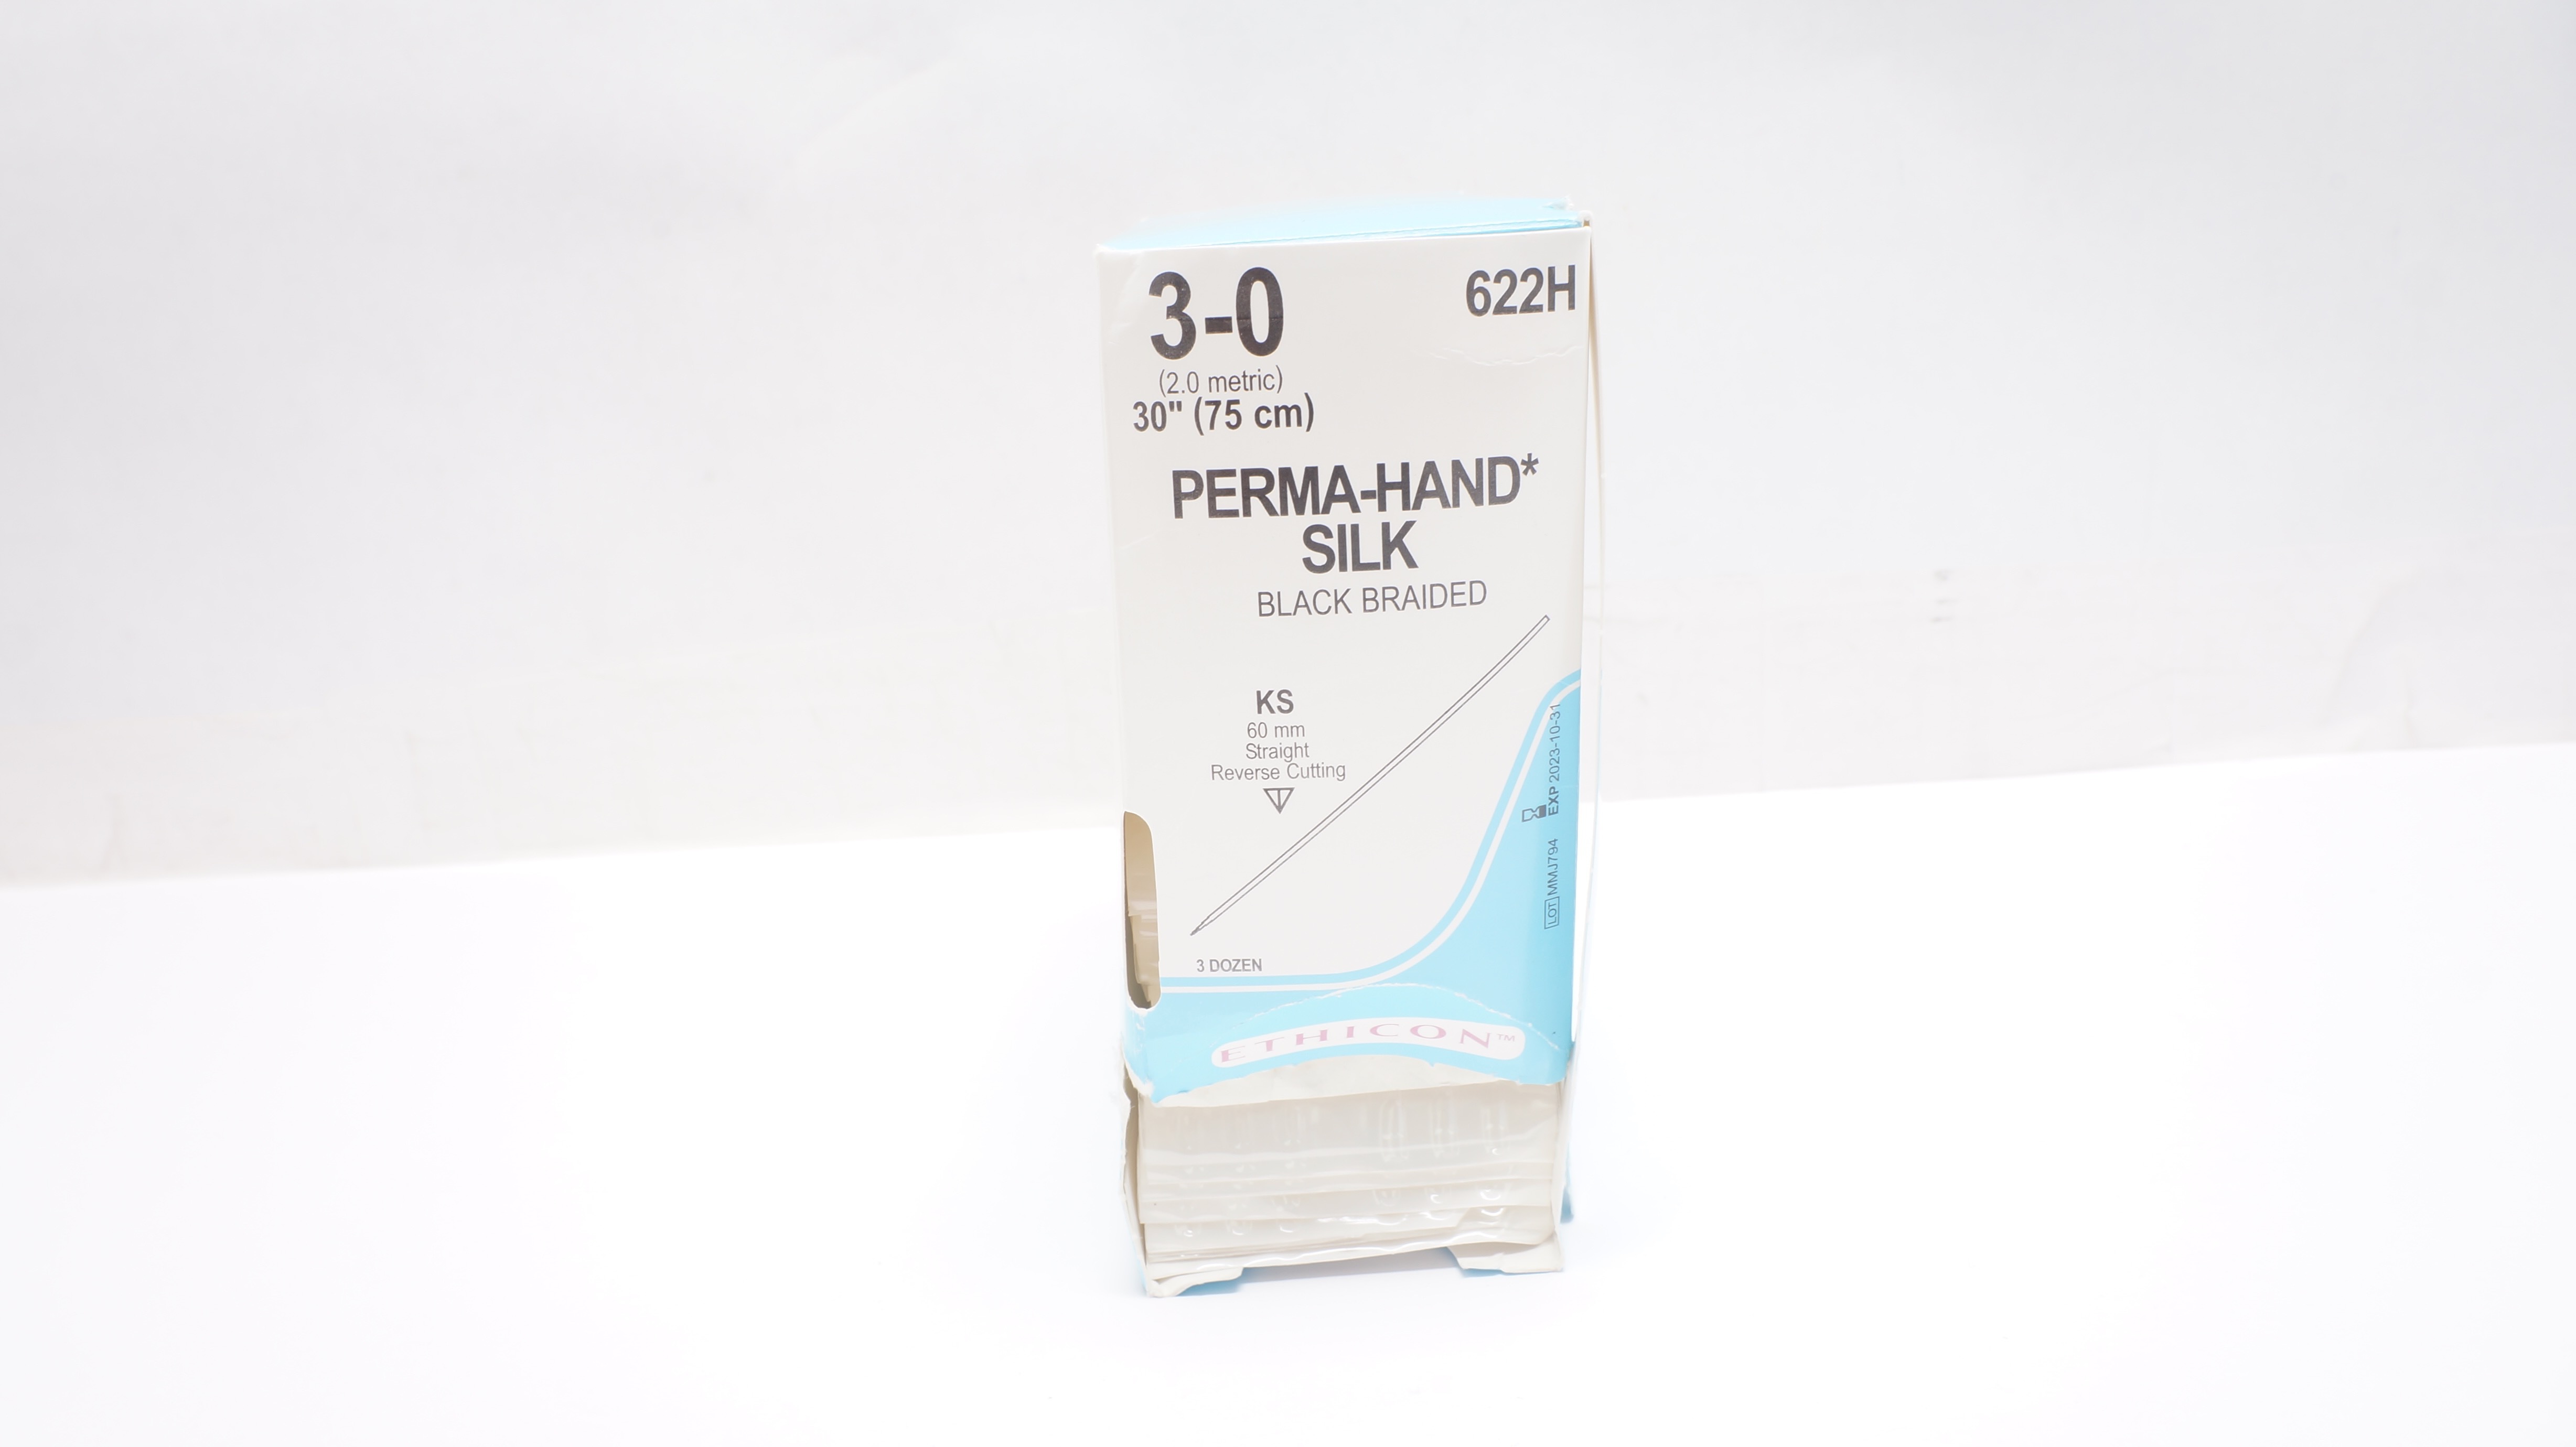 3-0
622H
(2.0 metric)
30" (75 cm)
PERMA-HAND*
SILK
BLACK BRAIDED
KS
60 mm
Straight
Reverse Cutting
3 DOZEN
LOT MMJ794
EXP 2023-10-31
ETHICON™